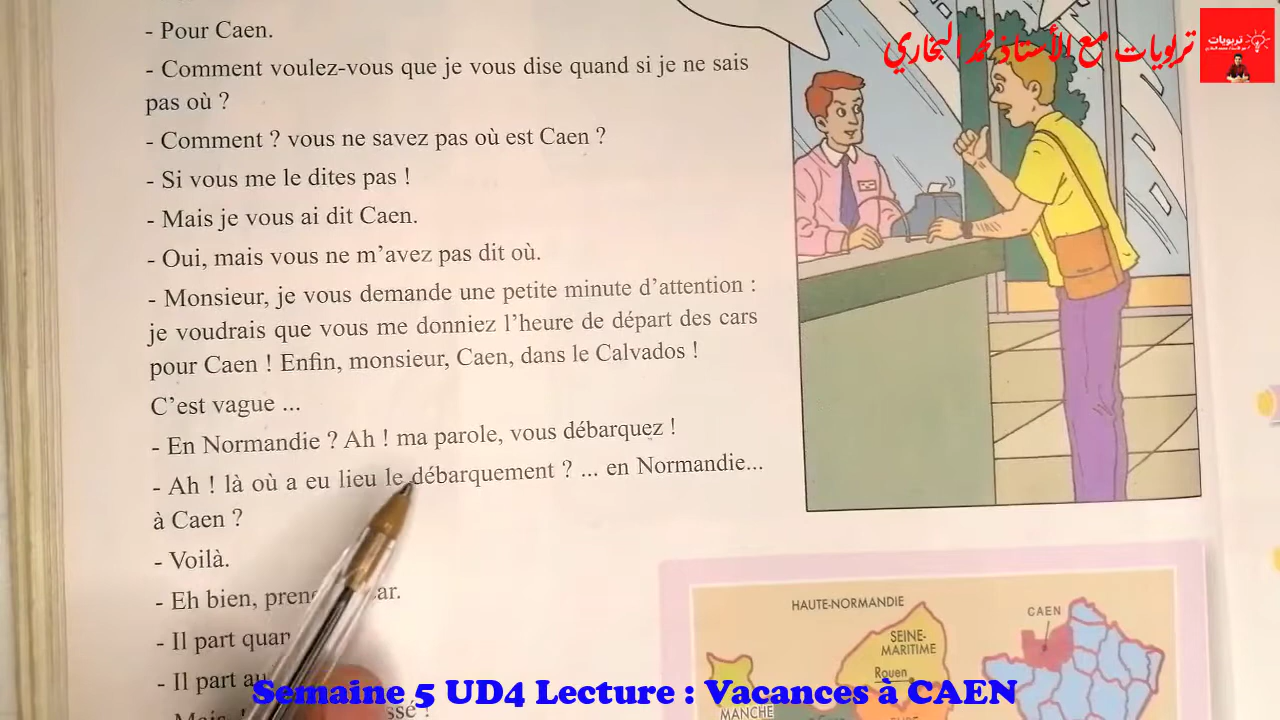 - Pour Caen.
- Comment voulez-vous que je vous dise quand si je ne sais
pas où ?
- Comment ? vous ne savez pas où est Caen ?
- Si vous me le dites pas !
- Mais je vous ai dit Caen.
- Oui, mais vous ne m'avez pas dit où.
- Monsieur, je vous demande une petite minute d'attention :
je voudrais que vous me donniez l'heure de départ des cars
pour Caen ! Enfin, monsieur, Caen, dans le Calvados !
C'est vague ...
- En Normandie ? Ah ! ma parole, vous débarquez !
- Ah ! là où a eu lieu le débarquement ? ... en Normandie...
à Caen ?
- Voilà.
- Eh bien, pren ar.
- Il part quan
- Il part au
تربويات مع الأستاذ محمد البخاري
تربويات
HAUTE-NORMANDIE
SEINE-
MARITIME
Rouen
MANCHE
CAEN
Semaine 5 UD4 Lecture : Vacances à CAEN